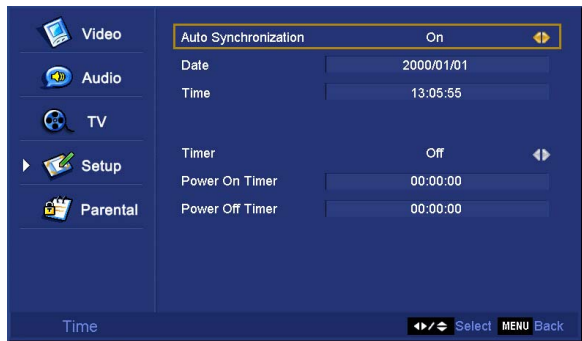 Video
Audio
TV
Setup
Parental
Auto Synchronization On
Date 2000/01/01
Time 13:05:55
Timer Off
Power On Timer 00:00:00
Power Off Timer 00:00:00
Time
/ Select MENU Back